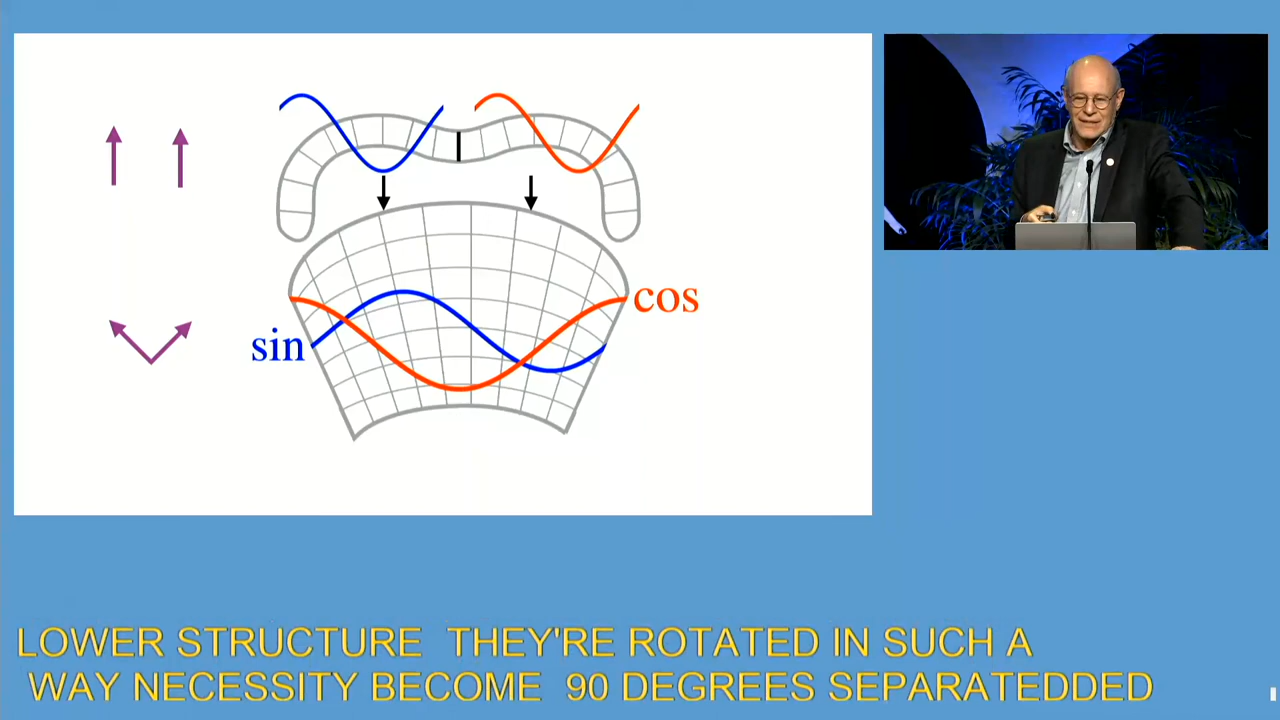 cos
sin
LOWER STRUCTURE THEY'RE ROTATED IN SUCH A
WAY NECESSITY BECOME 90 DEGREES SEPARATEDDED